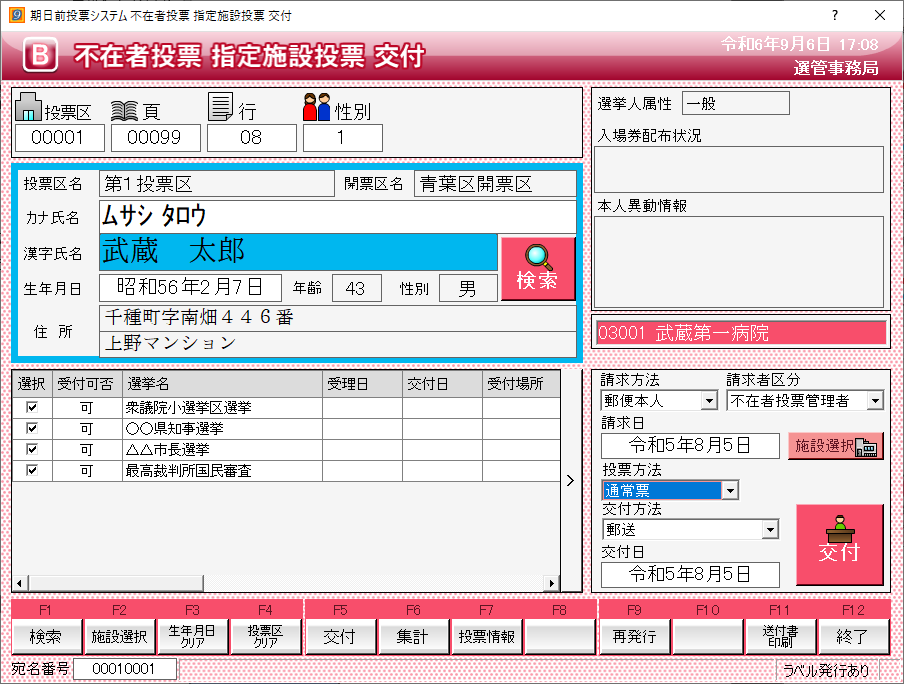 期日前投票システム 不在者投票 指定施設投票 交付
B 不在者投票 指定施設投票 交付
令和6年9月6日 17:08
選管事務局
投票区 頁 行 性別
00001 00099 08 1
投票区名 第1投票区 開票区名 青葉区開票区
カナ氏名 ムサシ タロウ
漢字氏名 武蔵 太郎
検索
生年月日 昭和56年2月7日 年齢 43 性別 男
住 所 千種町字南畑446番
上野マンション
選挙人属性 一般
入場券配布状況
本人異動情報
03001 武蔵第一病院
選択 受付可否 選挙名 受理日 交付日 受付場所
可 衆議院小選挙区選挙
可 〇〇県知事選挙
可 △△市長選挙
可 最高裁判所国民審査
請求方法 請求者区分
郵便本人 不在者投票管理者
請求日
令和5年8月5日 施設選択
投票方法
通常票
交付方法
郵送
交付日
令和5年8月5日
交付
F1 F2 F3 F4 F5 F6 F7 F8 F9 F10 F11 F12
検索 施設選択 生年月日クリア 投票区クリア 交付 集計 投票情報 再発行 送付書印刷 終了
宛名番号 00010001 ラベル発行あり